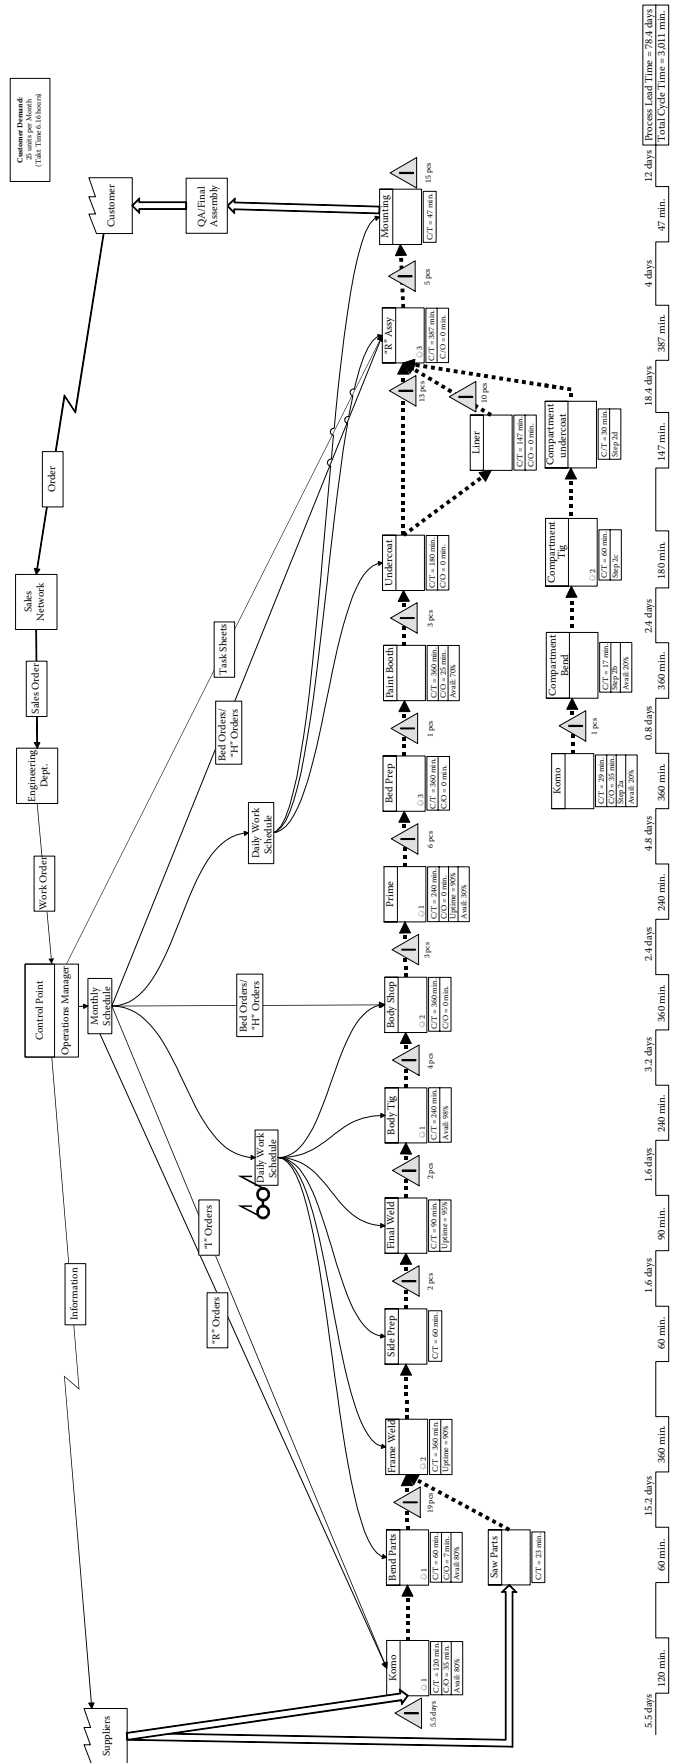 Customer Demand:
25 units per Month
(Takt Time 6.16 hours)
Suppliers
Information
Control Point
Operations Manager
Work Order
Engineering
Dept.
Sales Order
Sales
Network
Order
Customer
QA/Final
Assembly
Monthly
Schedule
"R" Orders
"I" Orders
Daily Work
Schedule
Bed Orders/
"H" Orders
Daily Work
Schedule
Bed Orders/
"H" Orders
Task Sheets
5.5 days
Komo
1
C/T = 120 min.
C/O = 35 min.
Avail: 80%
Bend Parts
1
C/T = 60 min.
C/O = 7 min.
Avail: 80%
Saw Parts
C/T = 23 min.
19 pcs
Frame Weld
2
C/T = 360 min.
Uptime = 90%
Side Prep
C/T = 60 min.
2 pcs
Final Weld
C/T = 90 min.
Uptime = 95%
2 pcs
Body Tig
1
C/T = 240 min.
Avail: 98%
4 pcs
Body Shop
2
C/T = 360 min.
C/O = 0 min.
3 pcs
Prime
1
C/T = 240 min.
C/O = 0 min.
Uptime = 90%
Avail: 30%
6 pcs
Bed Prep
3
C/T = 360 min.
C/O = 0 min.
1 pcs
Paint Booth
C/T = 360 min.
C/O = 25 min.
Avail: 70%
3 pcs
Undercoat
C/T = 180 min.
C/O = 0 min.
13 pcs
Liner
C/T = 147 min.
C/O = 0 min.
10 pcs
"R" Assy
3
C/T = 387 min.
C/O = 0 min.
5 pcs
Mounting
C/T = 47 min.
15 pcs
Komo
C/T = 29 min.
C/O = 35 min.
Step 2a
Avail: 20%
1 pcs
Compartment
Bend
C/T = 17 min.
Step 2b
Avail: 20%
Compartment
Tig
2
C/T = 60 min.
Step 2c
Compartment
undercoat
C/T = 30 min.
Step 2d
5.5 days
120 min.
60 min.
15.2 days
360 min.
60 min.
1.6 days
90 min.
1.6 days
240 min.
3.2 days
360 min.
2.4 days
240 min.
4.8 days
360 min.
0.8 days
360 min.
2.4 days
180 min.
147 min.
18.4 days
387 min.
4 days
47 min.
12 days
Process Lead Time = 78.4 days
Total Cycle Time = 3,011 min.